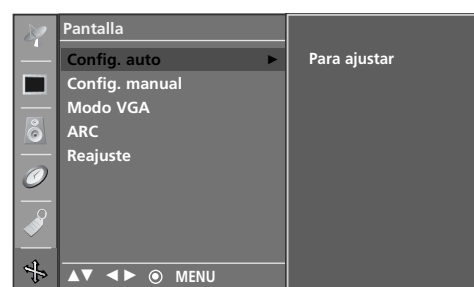 Pantalla
Config. auto ►
Config. manual
Modo VGA
ARC
Reajuste
▲▼ ◄► ⦿ MENU
Para ajustar